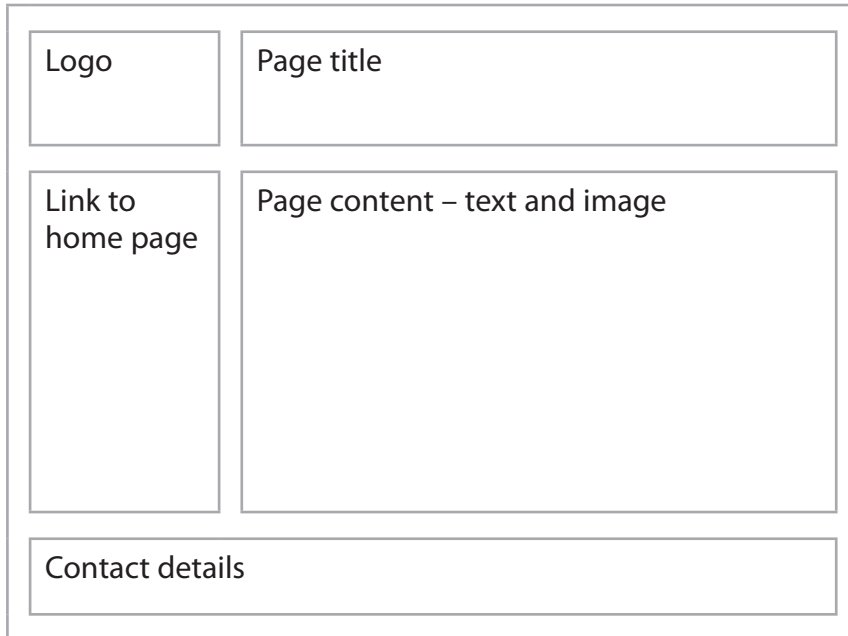 Logo
Page title
Link to
home page
Page content – text and image
Contact details